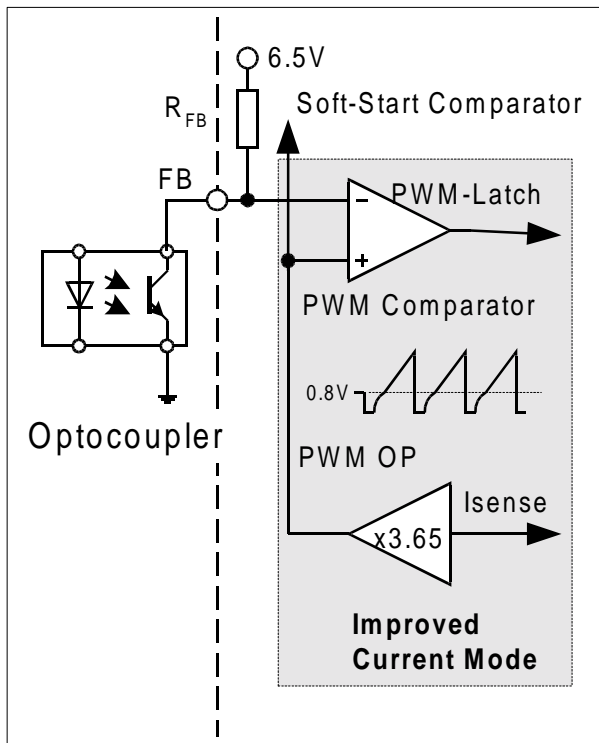 6.5V
R FB
Soft-Start Comparator
FB
PWM-Latch
−
+
PWM Comparator
0.8V
Optocoupler
PWM OP
Isense
x3.65
Improved
Current Mode